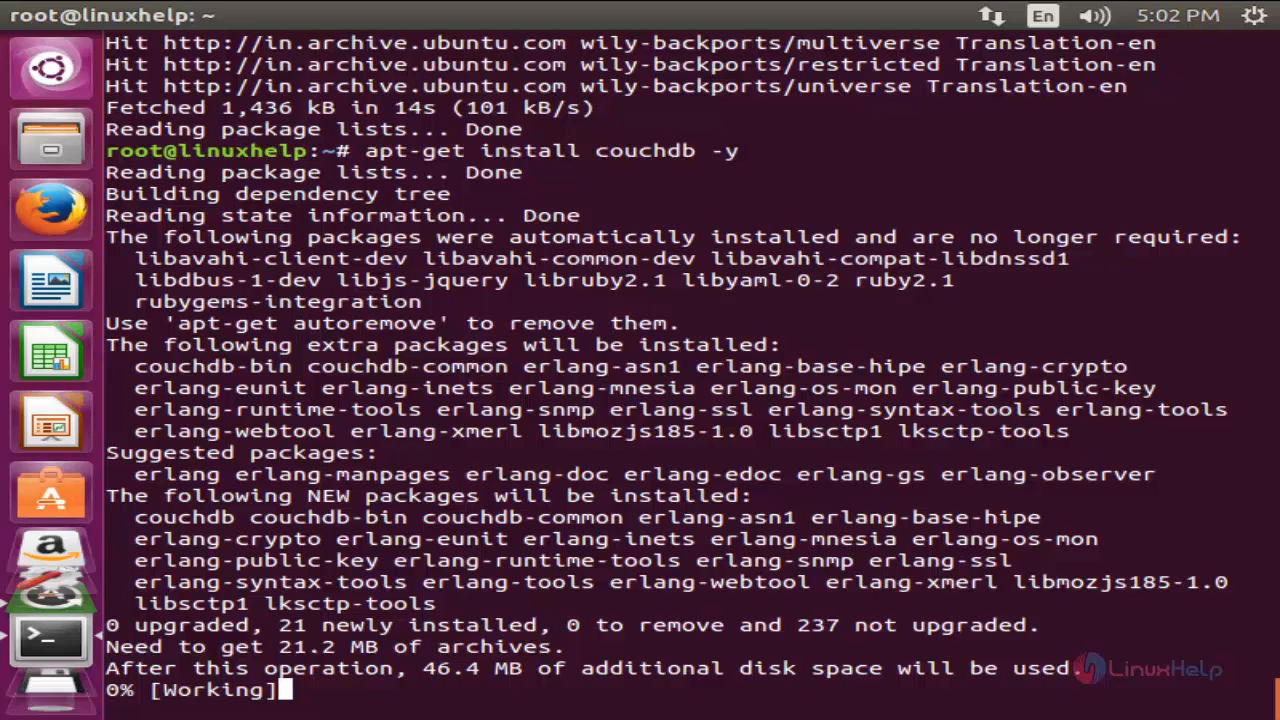 root@linuxhelp: ~
En
5:02 PM
Hit http://in.archive.ubuntu.com wily-backports/multiverse Translation-en
Hit http://in.archive.ubuntu.com wily-backports/restricted Translation-en
Hit http://in.archive.ubuntu.com wily-backports/universe Translation-en
Fetched 1,436 kB in 14s (101 kB/s)
Reading package lists... Done
root@linuxhelp:~# apt-get install couchdb -y
Reading package lists... Done
Building dependency tree
Reading state information... Done
The following packages were automatically installed and are no longer required:
libavahi-client-dev libavahi-common-dev libavahi-compat-libdnssd1
libdbus-1-dev libjs-jquery libruby2.1 libyaml-0-2 ruby2.1
rubygems-integration
Use 'apt-get autoremove' to remove them.
The following extra packages will be installed:
couchdb-bin couchdb-common erlang-asn1 erlang-base-hipe erlang-crypto
erlang-eunit erlang-inets erlang-mnesia erlang-os-mon erlang-public-key
erlang-runtime-tools erlang-snmp erlang-ssl erlang-syntax-tools erlang-tools
erlang-webtool erlang-xmerl libmozjs185-1.0 libsctp1 lksctp-tools
Suggested packages:
erlang erlang-manpages erlang-doc erlang-edoc erlang-gs erlang-observer
The following NEW packages will be installed:
couchdb couchdb-bin couchdb-common erlang-asn1 erlang-base-hipe
erlang-crypto erlang-eunit erlang-inets erlang-mnesia erlang-os-mon
erlang-public-key erlang-runtime-tools erlang-snmp erlang-ssl
erlang-syntax-tools erlang-tools erlang-webtool erlang-xmerl libmozjs185-1.0
libsctp1 lksctp-tools
0 upgraded, 21 newly installed, 0 to remove and 237 not upgraded.
Need to get 21.2 MB of archives.
After this operation, 46.4 MB of additional disk space will be used.
LinuxHelp
0% [Working]